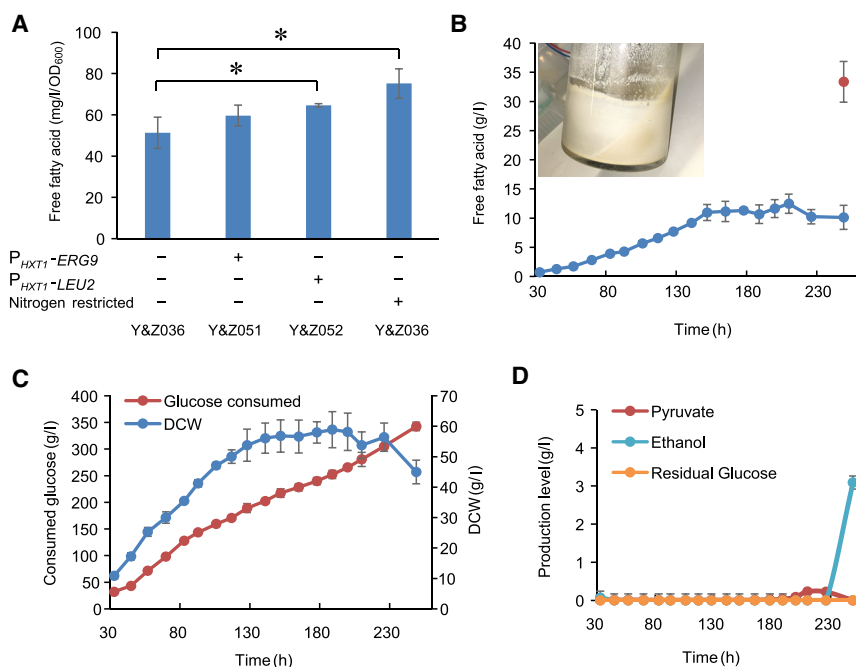 A
Free fatty acid (mg/l/OD600)
100
80
60
40
20
0
*
*
PHXT1-ERG9 – + – –
PHXT1-LEU2 – – + –
Nitrogen restricted – – – +
Y&Z036 Y&Z051 Y&Z052 Y&Z036
B
Free fatty acid (g/l)
40
35
30
25
20
15
10
5
0
30 80 130 180 230
Time (h)
C
Consumed glucose (g/l)
400
350
300
250
200
150
100
50
0
Glucose consumed
DCW
70
60
50
40
30
20
10
0
DCW (g/l)
30 80 130 180 230
Time (h)
D
Production level (g/l)
5
4
3
2
1
0
Pyruvate
Ethanol
Residual Glucose
30 80 130 180 230
Time (h)